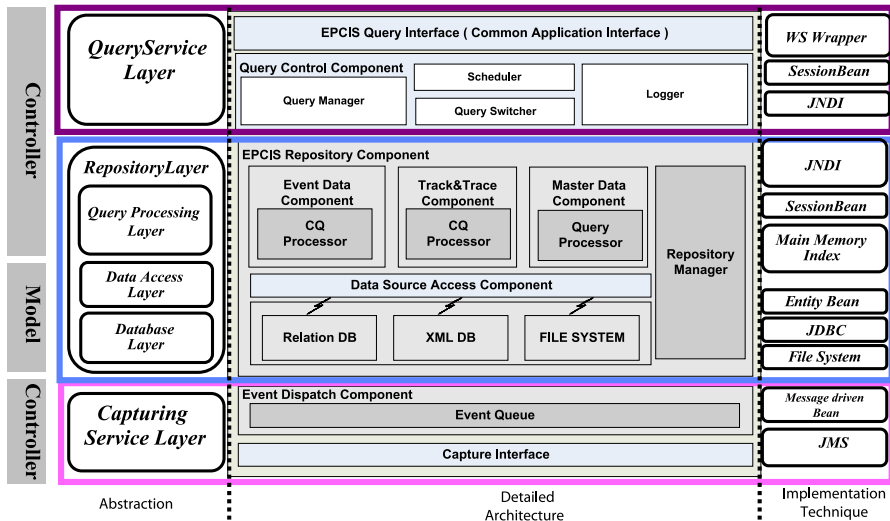 Controller
Model
Controller
QueryService
Layer
EPCIS Query Interface ( Common Application Interface )
Query Control Component
Query Manager
Scheduler
Query Switcher
Logger
WS Wrapper
SessionBean
JNDI
RepositoryLayer
Query Processing
Layer
Data Access
Layer
Database
Layer
EPCIS Repository Component
Event Data
Component
CQ
Processor
Track&Trace
Component
CQ
Processor
Master Data
Component
Query
Processor
Repository
Manager
Data Source Access Component
Relation DB
XML DB
FILE SYSTEM
JNDI
SessionBean
Main Memory
Index
Entity Bean
JDBC
File System
Capturing
Service Layer
Event Dispatch Component
Event Queue
Capture Interface
Message driven
Bean
JMS
Abstraction
Detailed
Architecture
Implementation
Technique